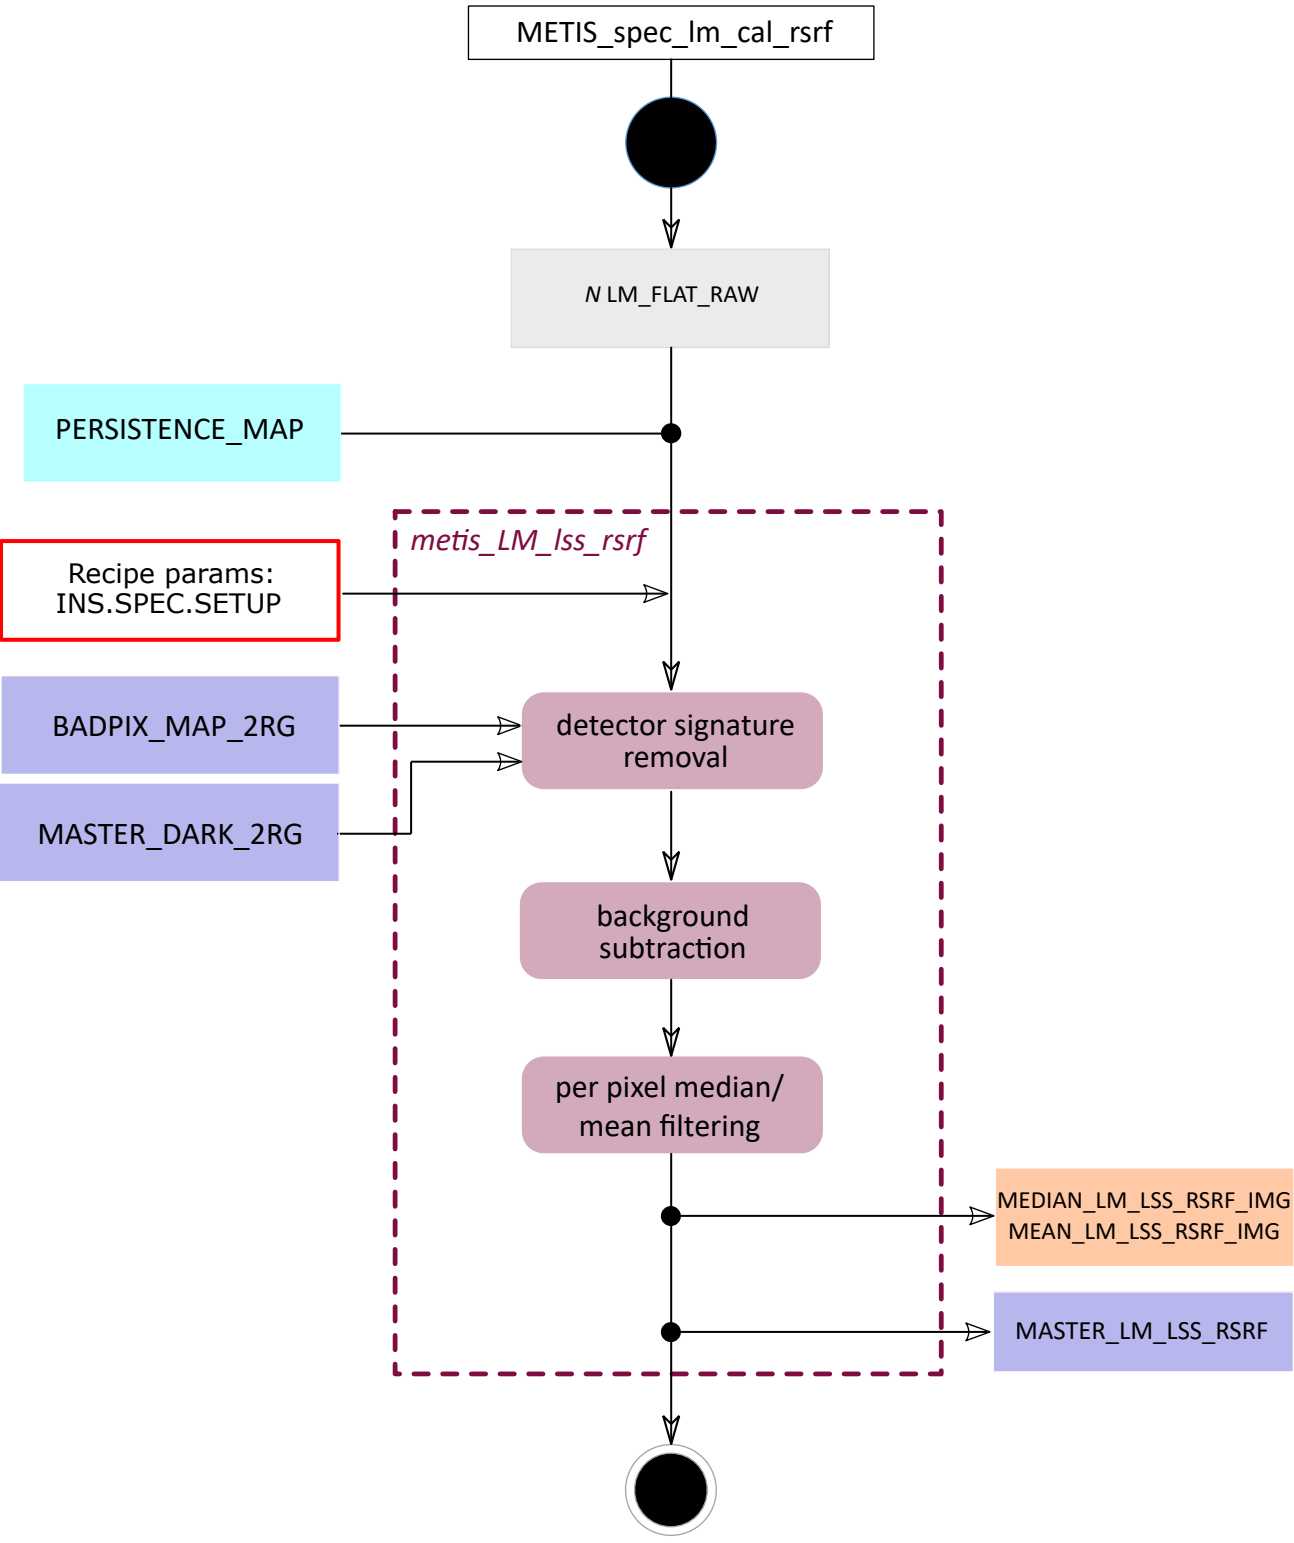 METIS_spec_lm_cal_rsrf
N LM_FLAT_RAW
PERSISTENCE_MAP
metis_LM_lss_rsrf
Recipe params:
INS.SPEC.SETUP
BADPIX_MAP_2RG
detector signature
removal
MASTER_DARK_2RG
background
subtraction
per pixel median/
mean filtering
MEDIAN_LM_LSS_RSRF_IMG
MEAN_LM_LSS_RSRF_IMG
MASTER_LM_LSS_RSRF